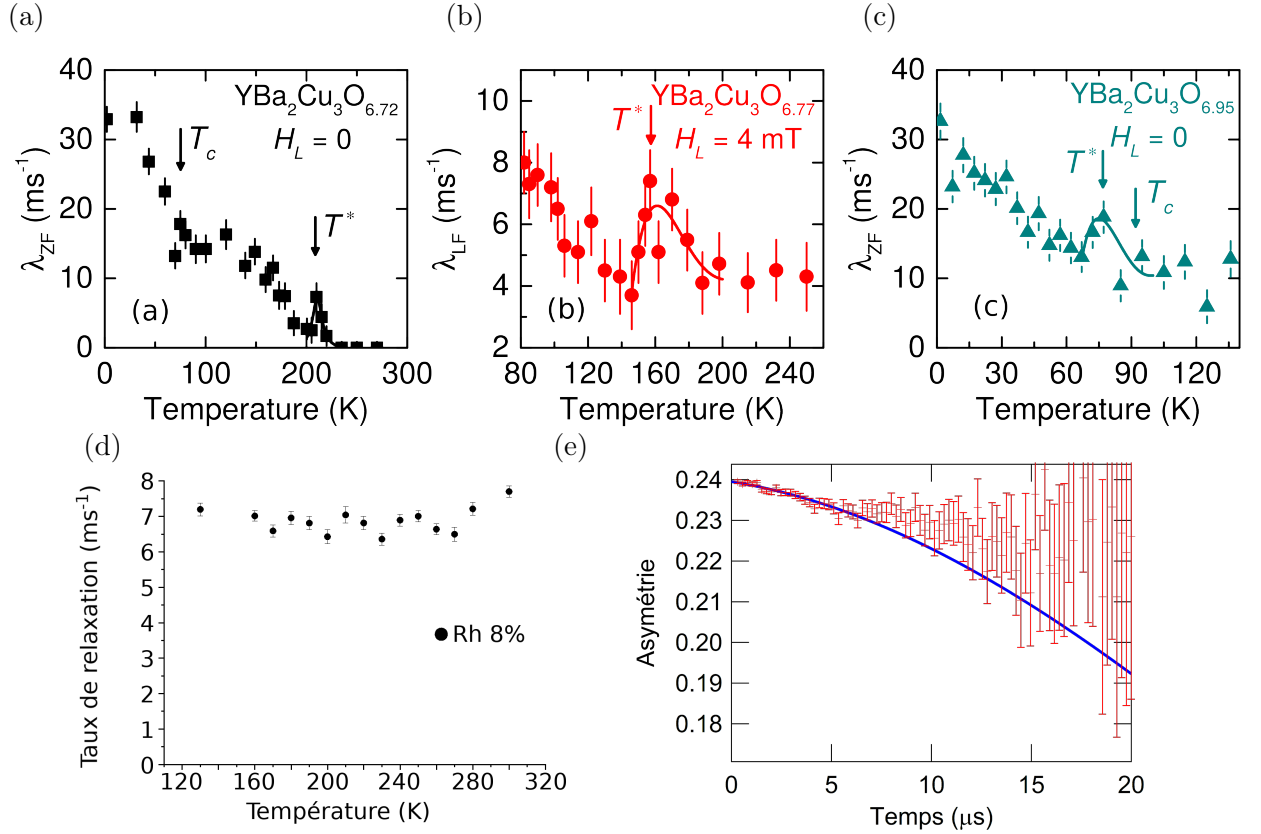 (a)
(b)
(c)
40
30
20
10
0
λZF (ms-1)
YBa2Cu3O6.72
HL = 0
Tc
T*
(a)
0 100 200 300
Temperature (K)
10
8
6
4
2
λLF (ms-1)
YBa2Cu3O6.77
T*
HL = 4 mT
(b)
80 120 160 200 240
Temperature (K)
40
30
20
10
0
λZF (ms-1)
YBa2Cu3O6.95
HL = 0
T*
Tc
(c)
0 30 60 90 120
Temperature (K)
(d)
(e)
8
7
6
5
4
3
2
1
0
Taux de relaxation (ms-1)
Rh 8%
120 160 200 240 280 320
Température (K)
0.24
0.23
0.22
0.21
0.20
0.19
0.18
Asymétrie
0 5 10 15 20
Temps (μs)